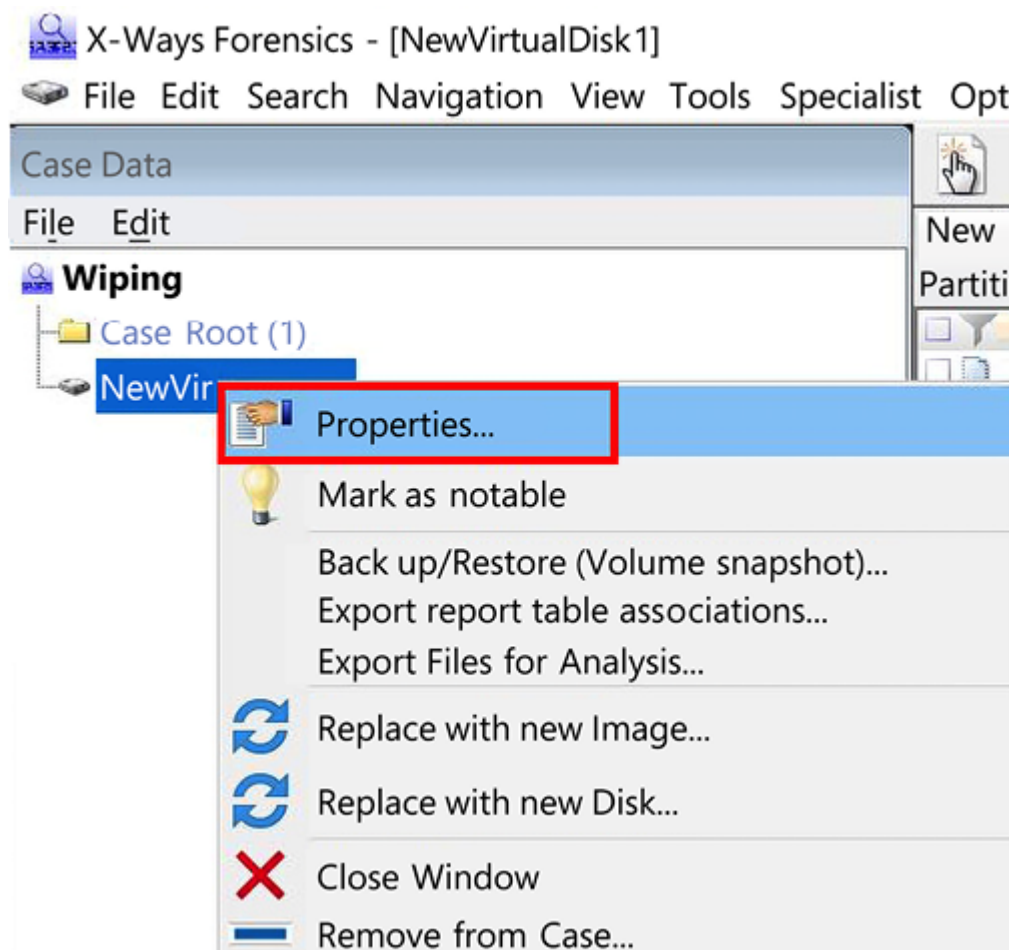 X-Ways Forensics - [NewVirtualDisk1]
File Edit Search Navigation View Tools Specialist Opt
Case Data
File Edit
New
Wiping
Partiti
Case Root (1)
NewVir
Properties...
Mark as notable
Back up/Restore (Volume snapshot)...
Export report table associations...
Export Files for Analysis...
Replace with new Image...
Replace with new Disk...
Close Window
Remove from Case...